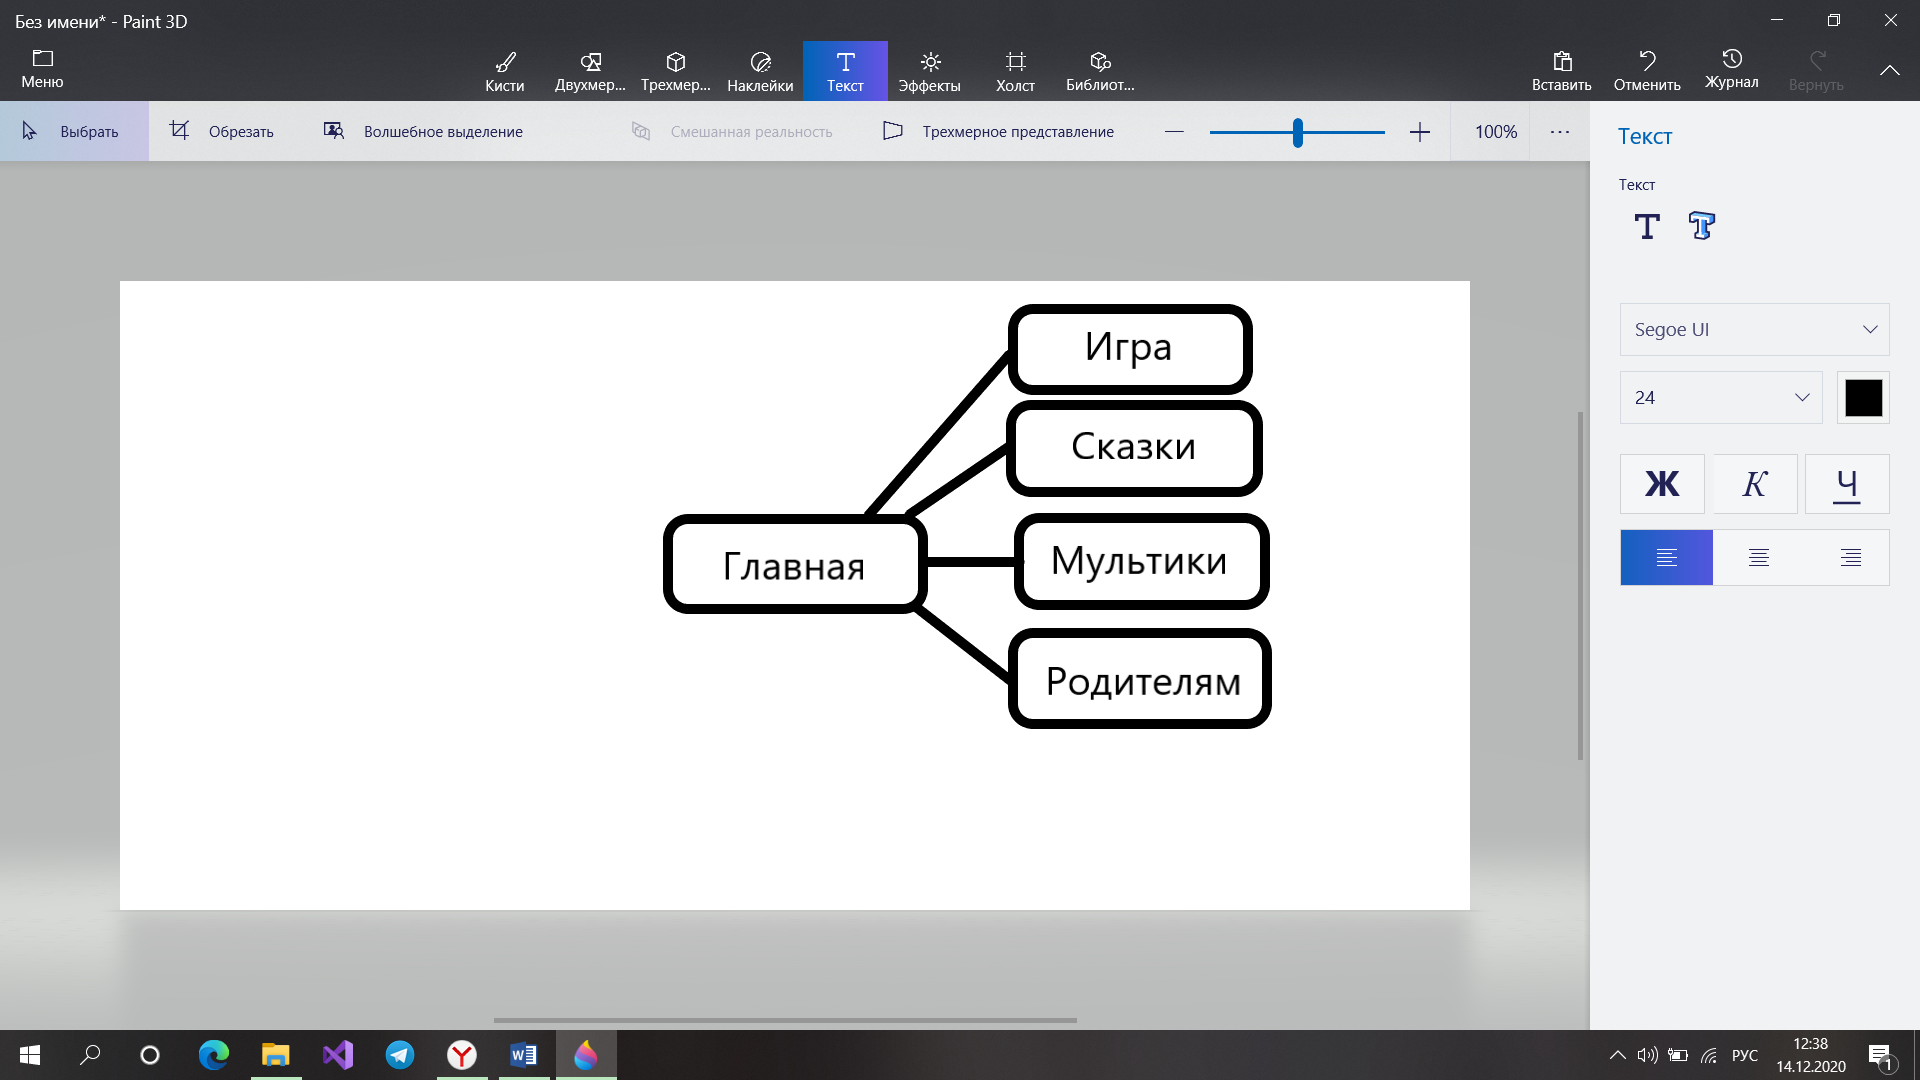 Без имени* - Paint 3D
Меню
Кисти
Двухмер...
Трехмер...
Наклейки
Текст
Эффекты
Холст
Библиот...
Вставить
Отменить
Журнал
Вернуть
Выбрать
Обрезать
Волшебное выделение
Смешанная реальность
Трехмерное представление
100%
Текст
Текст
Segoe UI
24
Ж К Ч
Игра
Сказки
Главная
Мультики
Родителям
РУС
12:38
14.12.2020
1